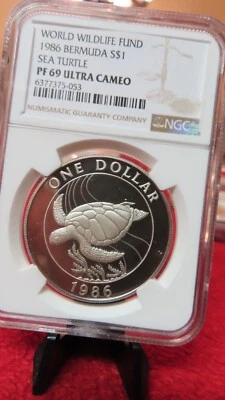 WORLD WILDLIFE FUND
1986 BERMUDA S$1
SEA TURTLE
PF 69 ULTRA CAMEO
6377375-053
NUMISMATIC GUARANTY COMPANY
NGC
ONE DOLLAR
1986